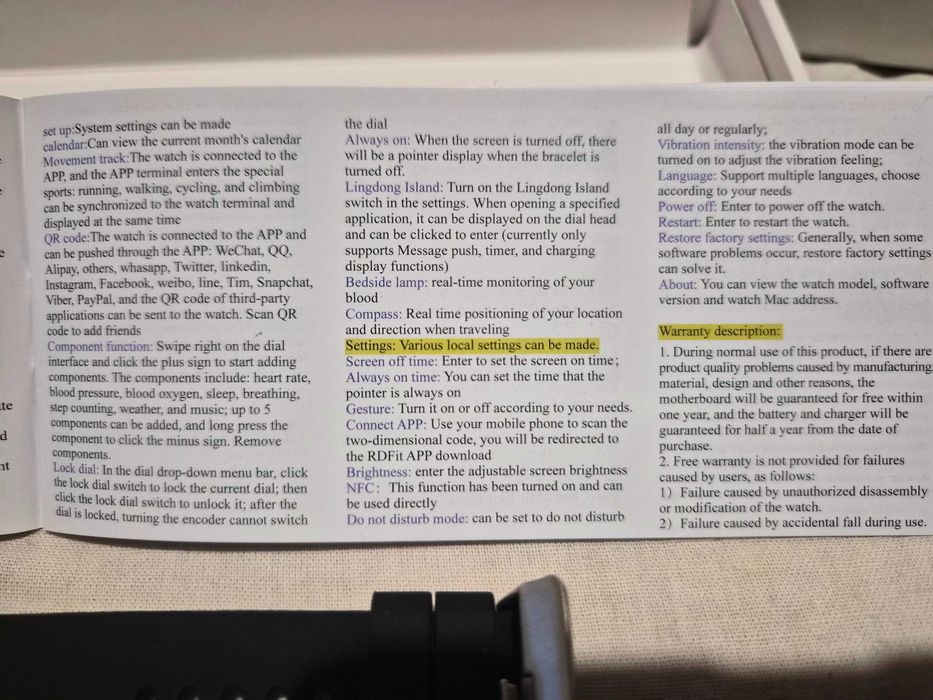 set up:System settings can be made
calendar:Can view the current month's calendar
Movement track:The watch is connected to the
APP, and the APP terminal enters the special
sports: running, walking, cycling, and climbing
can be synchronized to the watch terminal and
displayed at the same time
QR code:The watch is connected to the APP and
can be pushed through the APP: WeChat, QQ,
Alipay, others, whasapp, Twitter, linkedin,
Instagram, Facebook, weibo, line, Tim, Snapchat,
Viber, PayPal, and the QR code of third-party
applications can be sent to the watch. Scan QR
code to add friends
Component function: Swipe right on the dial
interface and click the plus sign to start adding
components. The components include: heart rate,
blood pressure, blood oxygen, sleep, breathing,
step counting, weather, and music; up to 5
components can be added, and long press the
component to click the minus sign. Remove
components.
Lock dial: In the dial drop-down menu bar, click
the lock dial switch to lock the current dial; then
click the lock dial switch to unlock it; after the
dial is locked, turning the encoder cannot switch
the dial
Always on: When the screen is turned off, there
will be a pointer display when the bracelet is
turned off.
Lingdong Island: Turn on the Lingdong Island
switch in the settings. When opening a specified
application, it can be displayed on the dial head
and can be clicked to enter (currently only
supports Message push, timer, and charging
display functions)
Bedside lamp: real-time monitoring of your
blood
Compass: Real time positioning of your location
and direction when traveling
Settings: Various local settings can be made.
Screen off time: Enter to set the screen on time;
Always on time: You can set the time that the
pointer is always on
Gesture: Turn it on or off according to your needs.
Connect APP: Use your mobile phone to scan the
two-dimensional code, you will be redirected to
the RDFit APP download
Brightness: enter the adjustable screen brightness
NFC: This function has been turned on and can
be used directly
Do not disturb mode: can be set to do not disturb
all day or regularly;
Vibration intensity: the vibration mode can be
turned on to adjust the vibration feeling;
Language: Support multiple languages, choose
according to your needs
Power off: Enter to power off the watch.
Restart: Enter to restart the watch.
Restore factory settings: Generally, when some
software problems occur, restore factory settings
can solve it.
About: You can view the watch model, software
version and watch Mac address.
Warranty description:
1. During normal use of this product, if there are
product quality problems caused by manufacturing,
material, design and other reasons, the
motherboard will be guaranteed for free within
one year, and the battery and charger will be
guaranteed for half a year from the date of
purchase.
2. Free warranty is not provided for failures
caused by users, as follows:
1) Failure caused by unauthorized disassembly
or modification of the watch.
2) Failure caused by accidental fall during use.